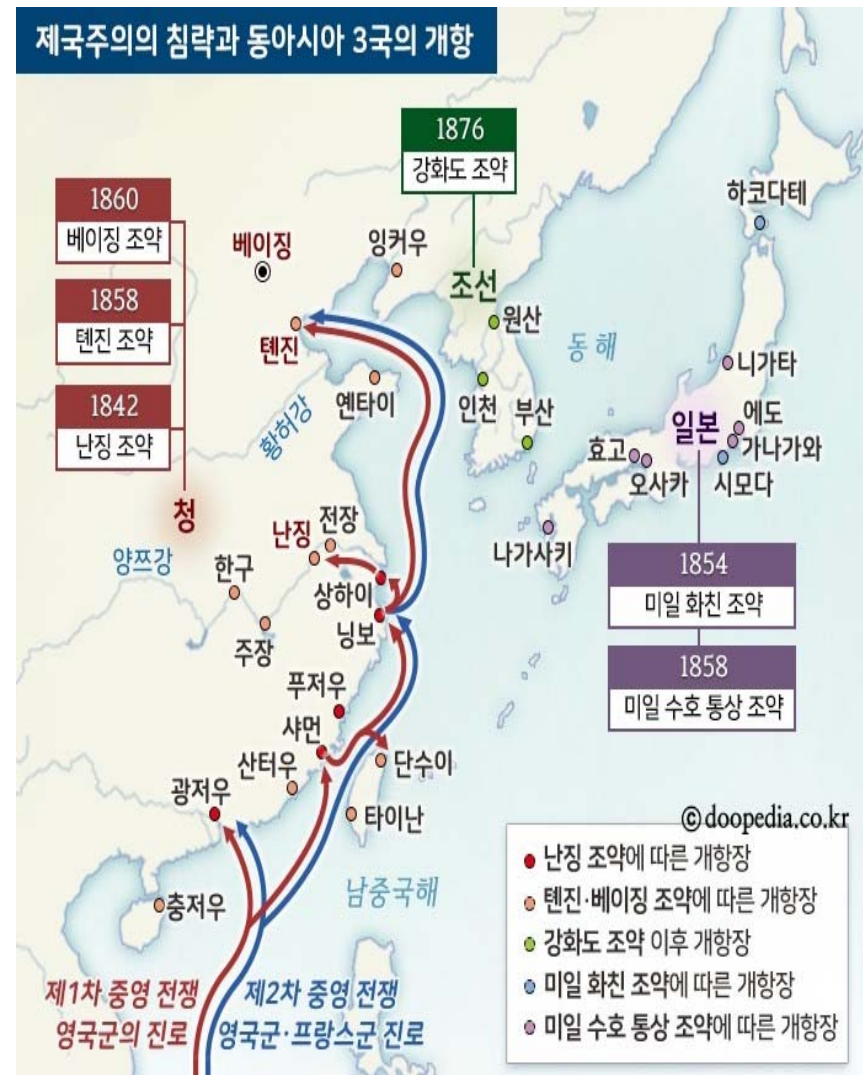 제국주의의 침략과 동아시아 3국의 개항
1876
강화도 조약
1860
베이징 조약
1858
톈진 조약
1842
난징 조약
청
베이징
잉커우
톈진
옌타이
황허강
조선
원산
인천
부산
동해
하코다테
니가타
에도
가나가와
시모다
일본
효고
오사카
나가사키
1854
미일 화친 조약
1858
미일 수호 통상 조약
난징
전장
양쯔강
한구
주장
상하이
닝보
푸저우
샤먼
산터우
광저우
단수이
타이난
충저우
남중국해
제1차 중영 전쟁
영국군의 진로
제2차 중영 전쟁
영국군·프랑스군 진로
ⓒdoopedia.co.kr
난징 조약에 따른 개항장
톈진·베이징 조약에 따른 개항장
강화도 조약 이후 개항장
미일 화친 조약에 따른 개항장
미일 수호 통상 조약에 따른 개항장